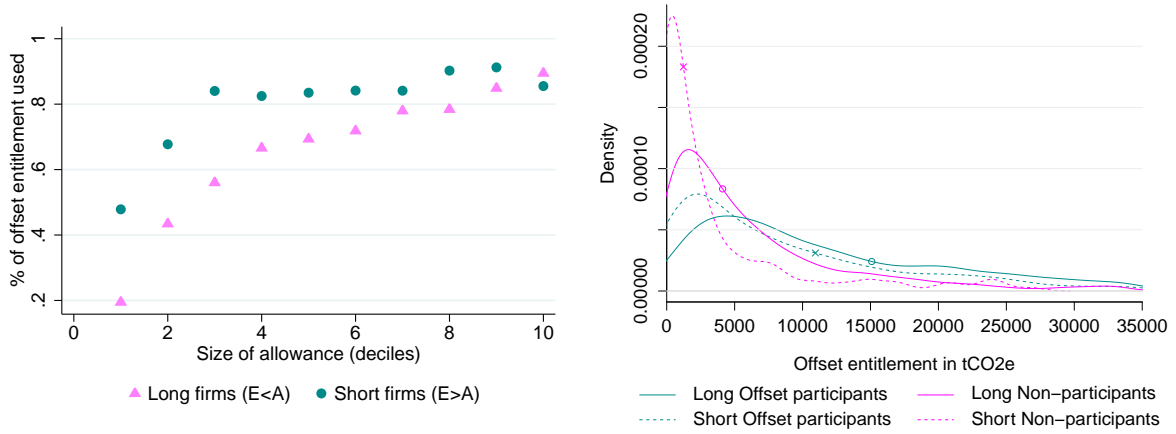 % of offset entitlement used
1
.8
.6
.4
.2
0 2 4 6 8 10
Size of allowance (deciles)
Long firms (E<A) Short firms (E>A)
Density
0.00020
0.00010
0.00000
0 5000 10000 15000 20000 25000 30000 35000
Offset entitlement in tCO2e
Long Offset participants Long Non−participants
Short Offset participants Short Non−participants